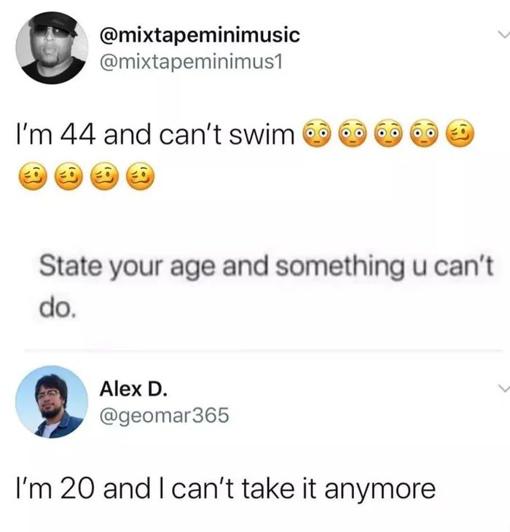 @mixtapeminimusic
@mixtapeminimus1
I'm 44 and can't swim 😳 😳 😳 😳 🥴
🥴 🥴 🥴 🥴
State your age and something u can't
do.
Alex D.
@geomar365
I'm 20 and I can't take it anymore